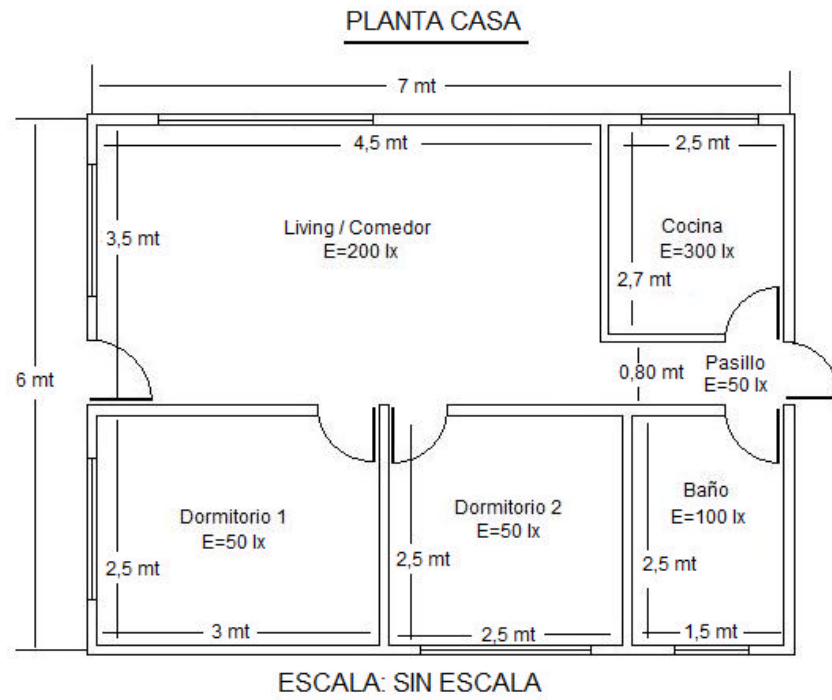 PLANTA CASA
7 mt
4,5 mt
2,5 mt
3,5 mt
Living / Comedor
E=200 lx
Cocina
E=300 lx
2,7 mt
6 mt
0,80 mt
Pasillo
E=50 lx
Dormitorio 1
E=50 lx
Dormitorio 2
E=50 lx
Baño
E=100 lx
2,5 mt
2,5 mt
2,5 mt
3 mt
2,5 mt
1,5 mt
ESCALA: SIN ESCALA